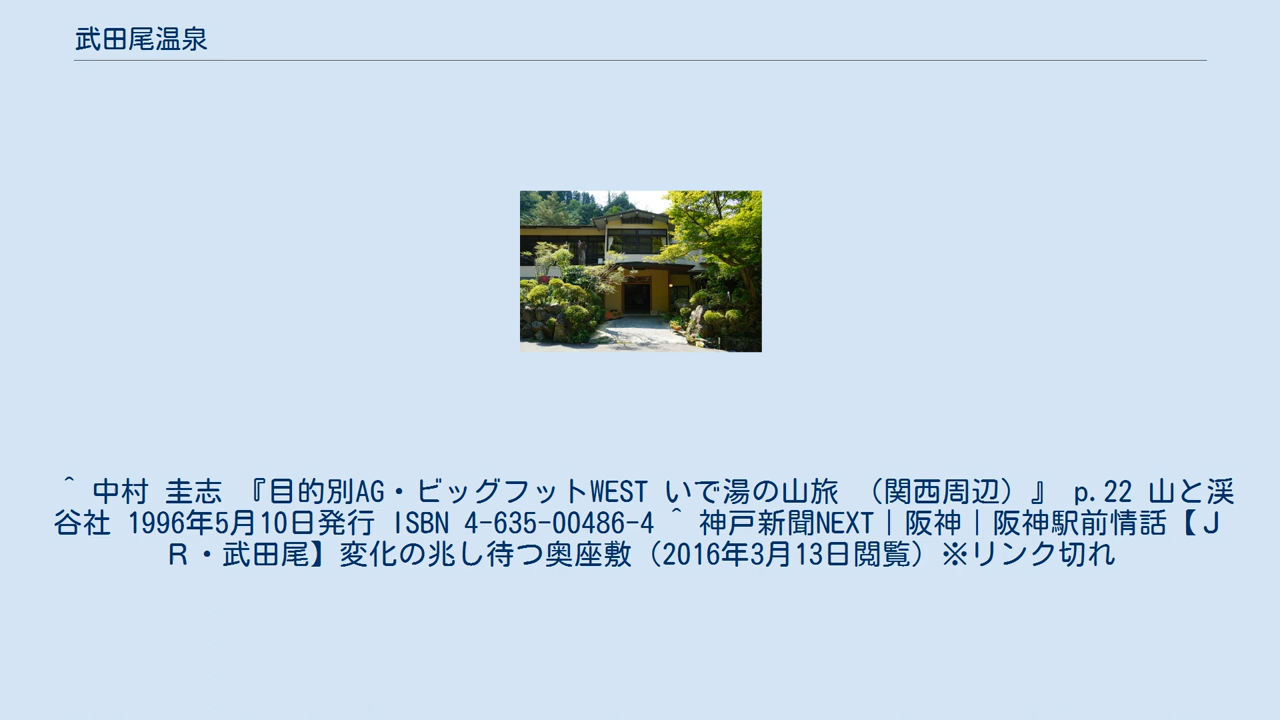 武田尾温泉
^ 中村 圭志 『目的別AG・ビッグフットWEST いで湯の山旅 （関西周辺）』 p.22 山と渓
谷社 1996年5月10日発行 ISBN 4-635-00486-4 ^ 神戸新聞NEXT｜阪神｜阪神駅前情話【Ｊ
Ｒ・武田尾】変化の兆し待つ奥座敷（2016年3月13日閲覧）※リンク切れ